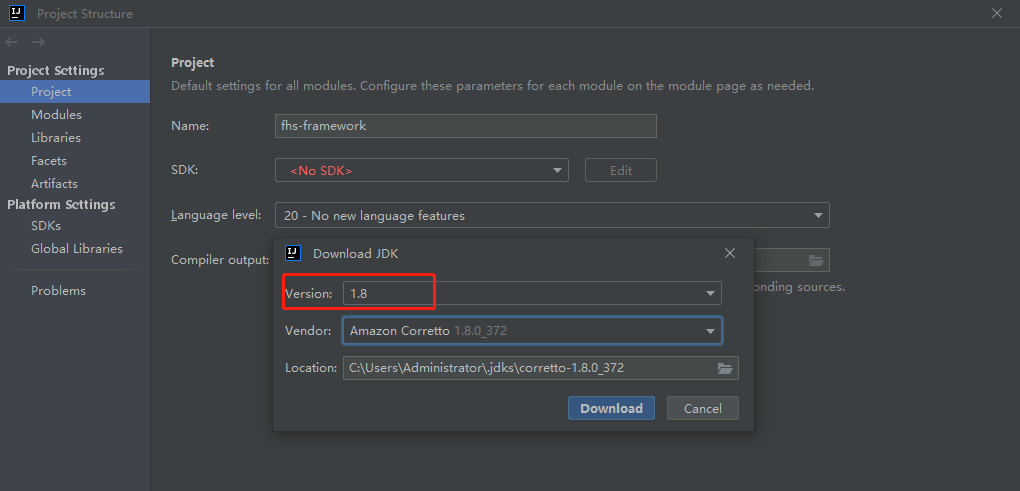 IJ Project Structure
Project Settings
Project
Modules
Libraries
Facets
Artifacts
Platform Settings
SDKs
Global Libraries
Problems
Project
Default settings for all modules. Configure these parameters for each module on the module page as needed.
Name: fhs-framework
SDK: <No SDK> Edit
Language level: 20 - No new language features
Compiler output:
onding sources.
IJ Download JDK
Version: 1.8
Vendor: Amazon Corretto 1.8.0_372
Location: C:\Users\Administrator\.jdks\corretto-1.8.0_372
Download Cancel